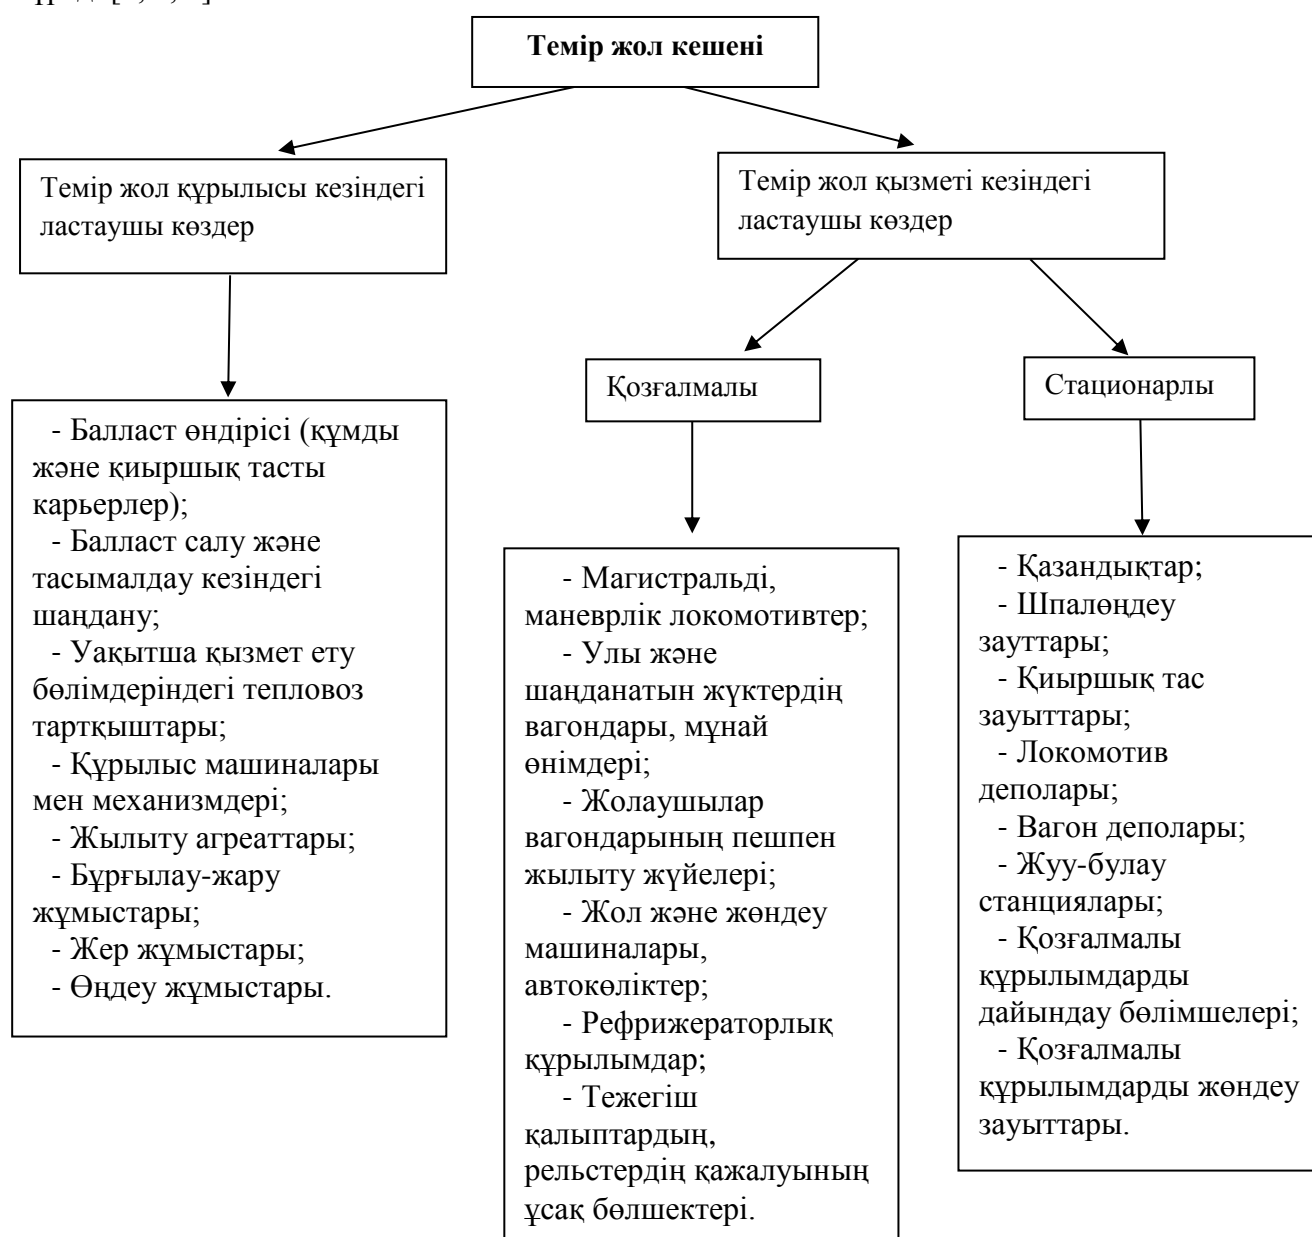 Темір жол кешені
Темір жол құрылысы кезіндегі
ластаушы көздер
Темір жол қызметі кезіндегі
ластаушы көздер
Қозғалмалы
Стационарлы
- Балласт өндірісі (құмды
және қиыршық тасты
карьерлер);
- Балласт салу және
тасымалдау кезіндегі
шаңдану;
- Уақытша қызмет ету
бөлімдеріндегі тепловоз
тартқыштары;
- Құрылыс машиналары
мен механизмдері;
- Жылыту агреаттары;
- Бұрғылау-жару
жұмыстары;
- Жер жұмыстары;
- Өңдеу жұмыстары.
- Магистральді,
маневрлік локомотивтер;
- Улы және
шаңданатын жүктердің
вагондары, мұнай
өнімдері;
- Жолаушылар
вагондарының пешпен
жылыту жүйелері;
- Жол және жөндеу
машиналары,
автокөліктер;
- Рефрижераторлық
құрылымдар;
- Тежегіш
қалыптардың,
рельстердің қажалуының
ұсақ бөлшектері.
- Қазандықтар;
- Шпалөңдеу
зауттары;
- Қиыршық тас
зауыттары;
- Локомотив
деполары;
- Вагон деполары;
- Жуу-булау
станциялары;
- Қозғалмалы
құрылымдарды
дайындау бөлімшелері;
- Қозғалмалы
құрылымдарды жөндеу
зауыттары.